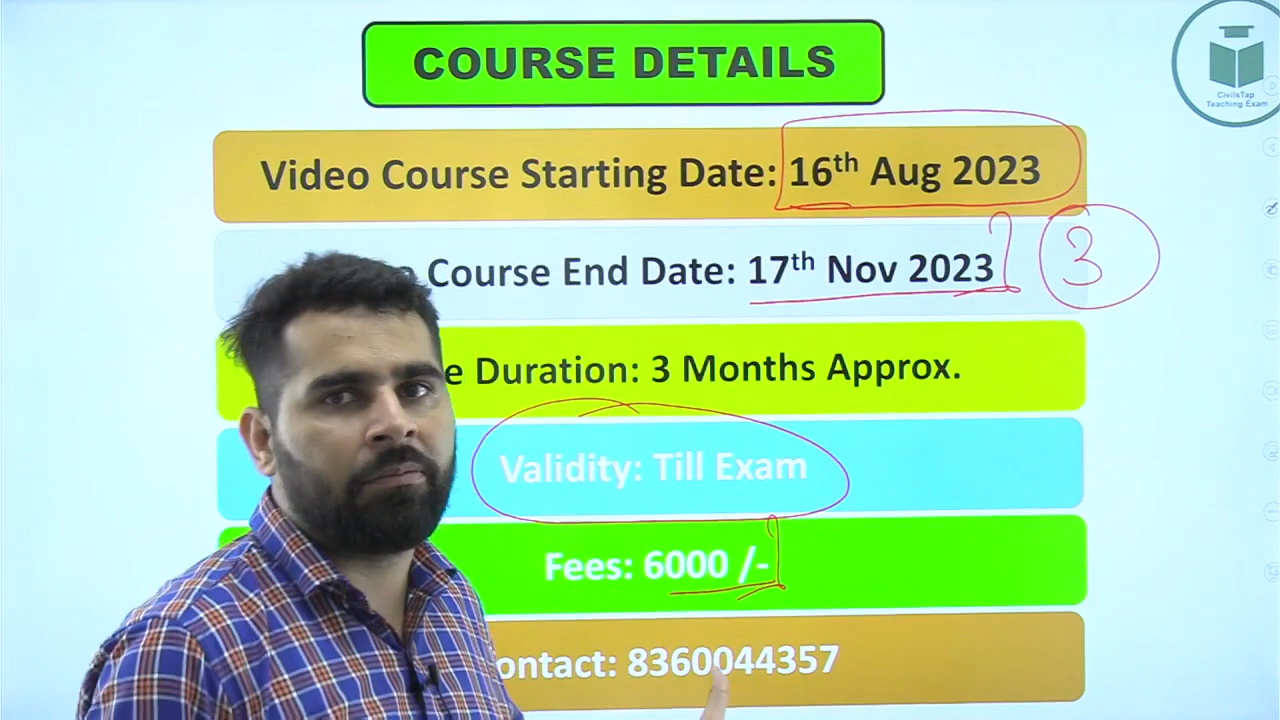 COURSE DETAILS
CivilsTap
Teaching Exam
Video Course Starting Date: 16th Aug 2023
Course End Date: 17th Nov 2023
3
Duration: 3 Months Approx.
Validity: Till Exam
Fees: 6000 /-
ontact: 8360044357